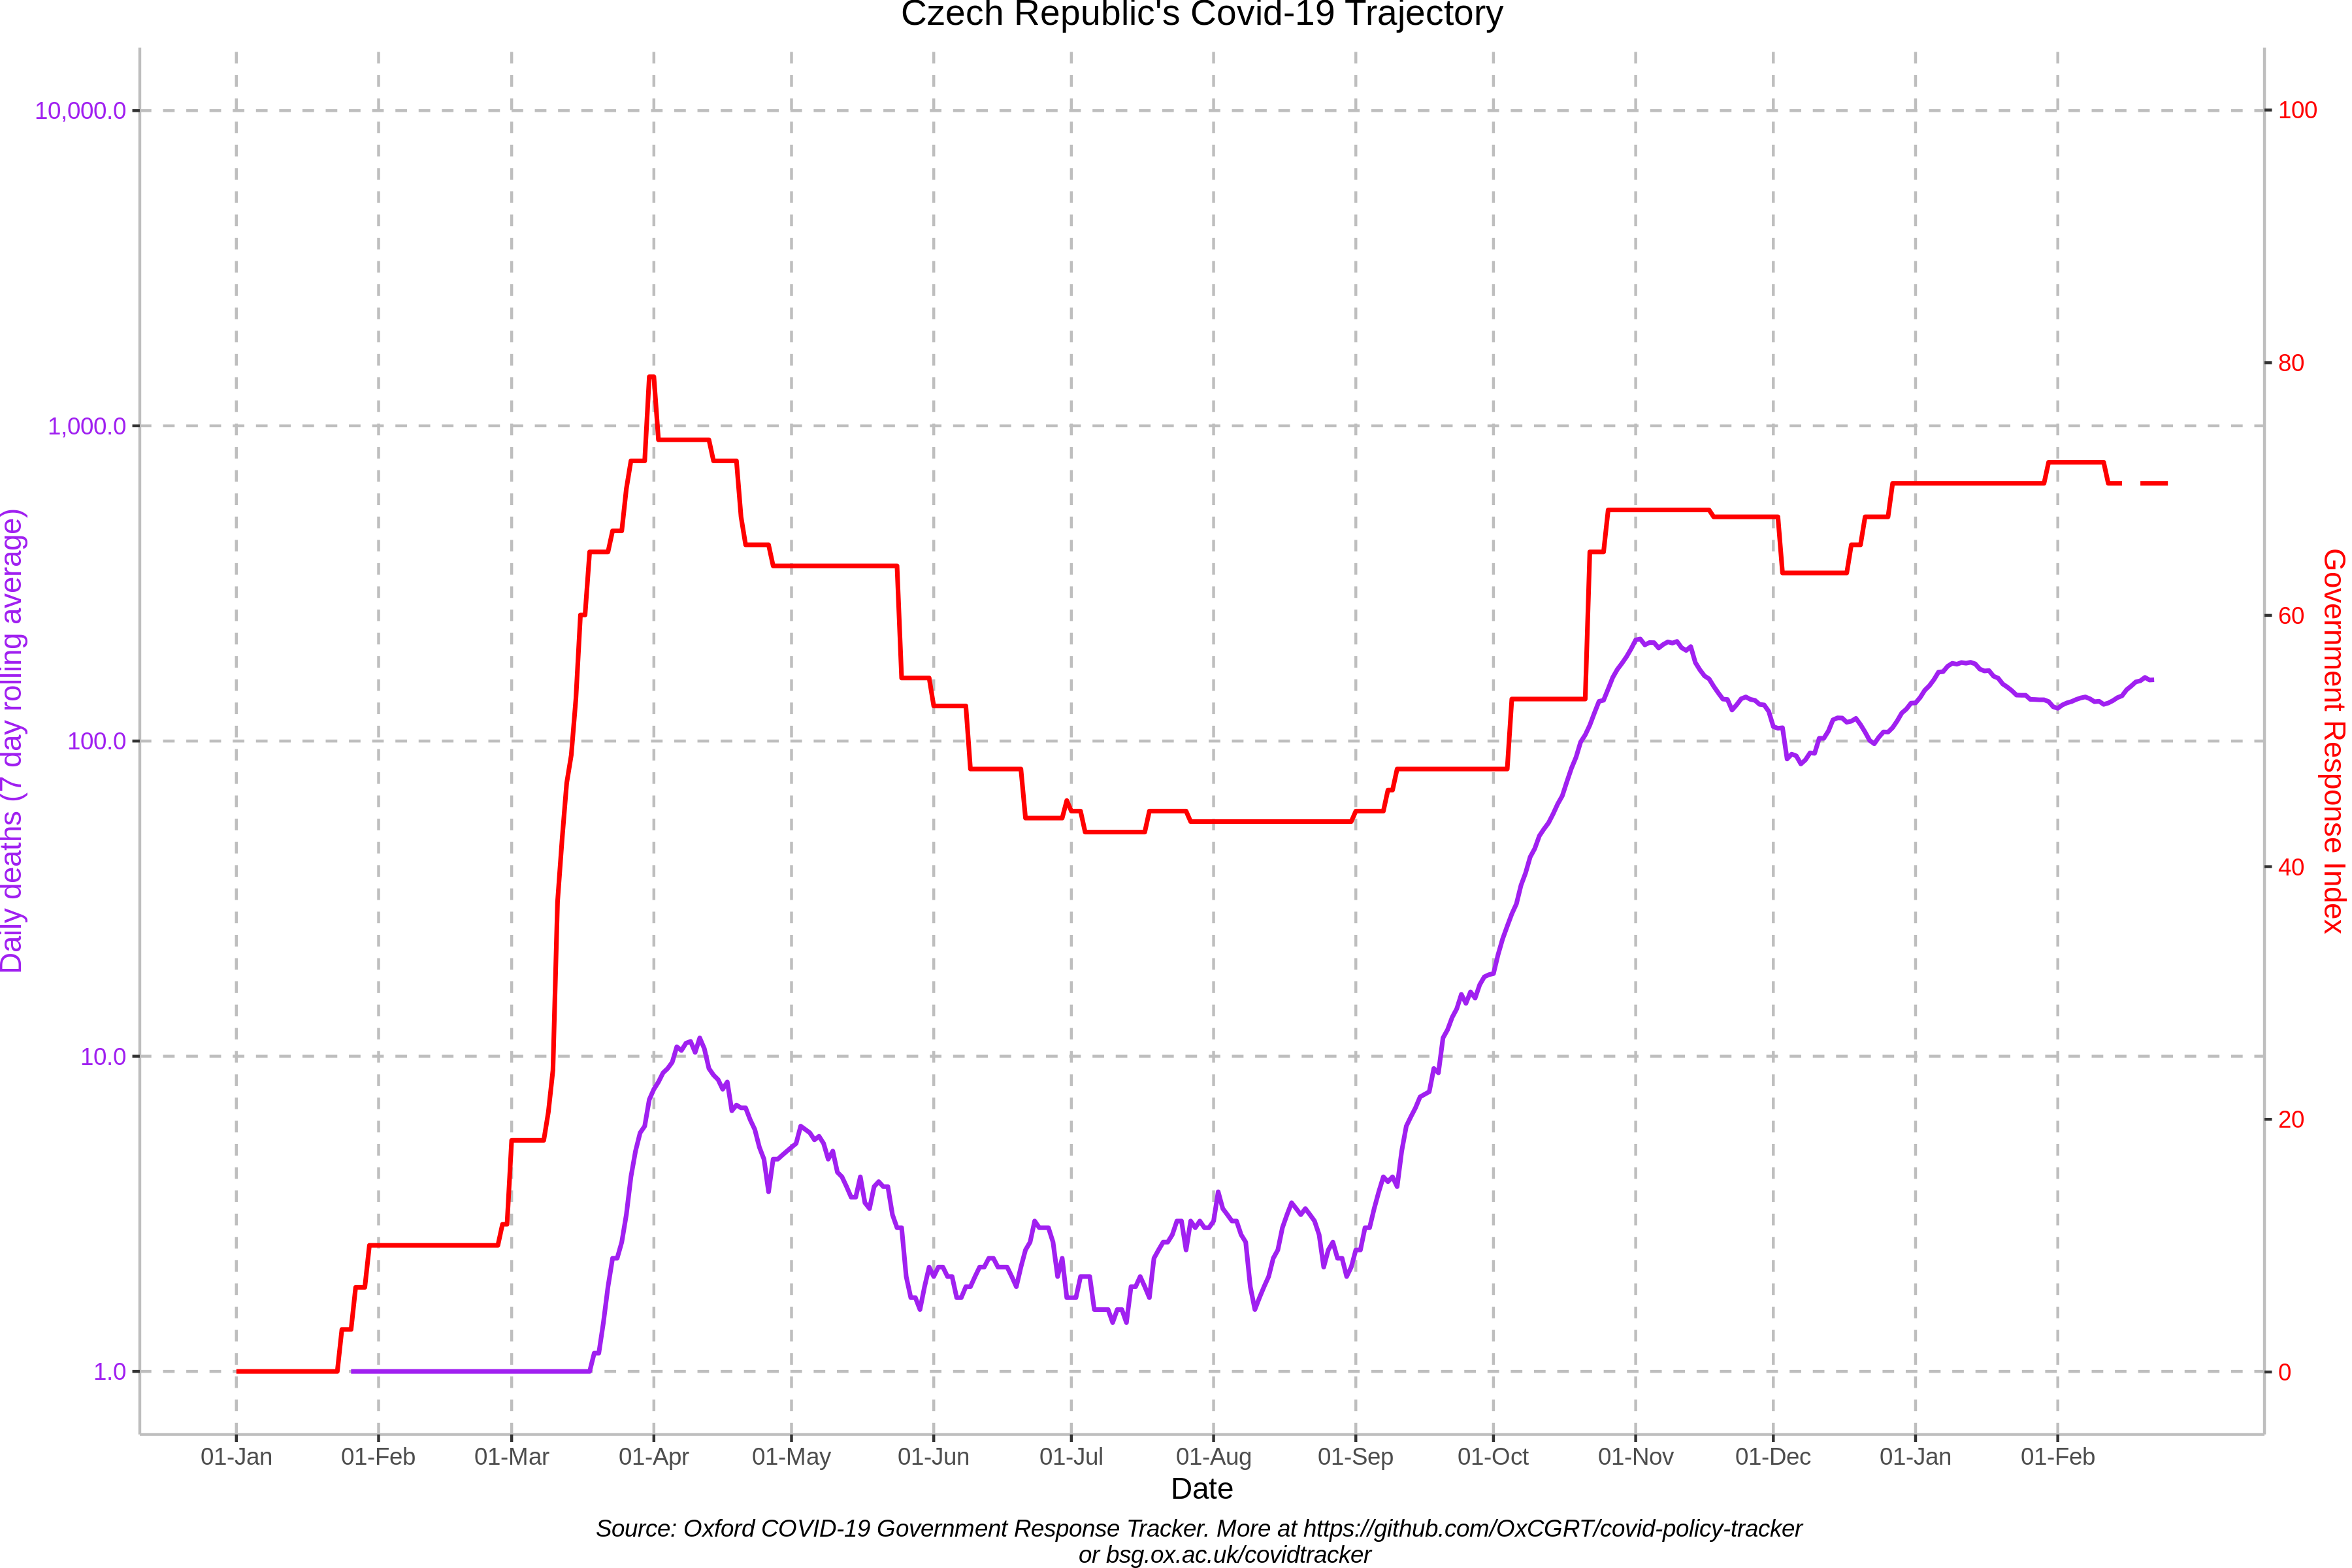 Czech Republic's Covid-19 Trajectory
10,000.0
1,000.0
100.0
10.0
1.0
Daily deaths (7 day rolling average)
100
80
60
40
20
0
Government Response Index
01-Jan 01-Feb 01-Mar 01-Apr 01-May 01-Jun 01-Jul 01-Aug 01-Sep 01-Oct 01-Nov 01-Dec 01-Jan 01-Feb
Date
Source: Oxford COVID-19 Government Response Tracker. More at https://github.com/OxCGRT/covid-policy-tracker
or bsg.ox.ac.uk/covidtracker